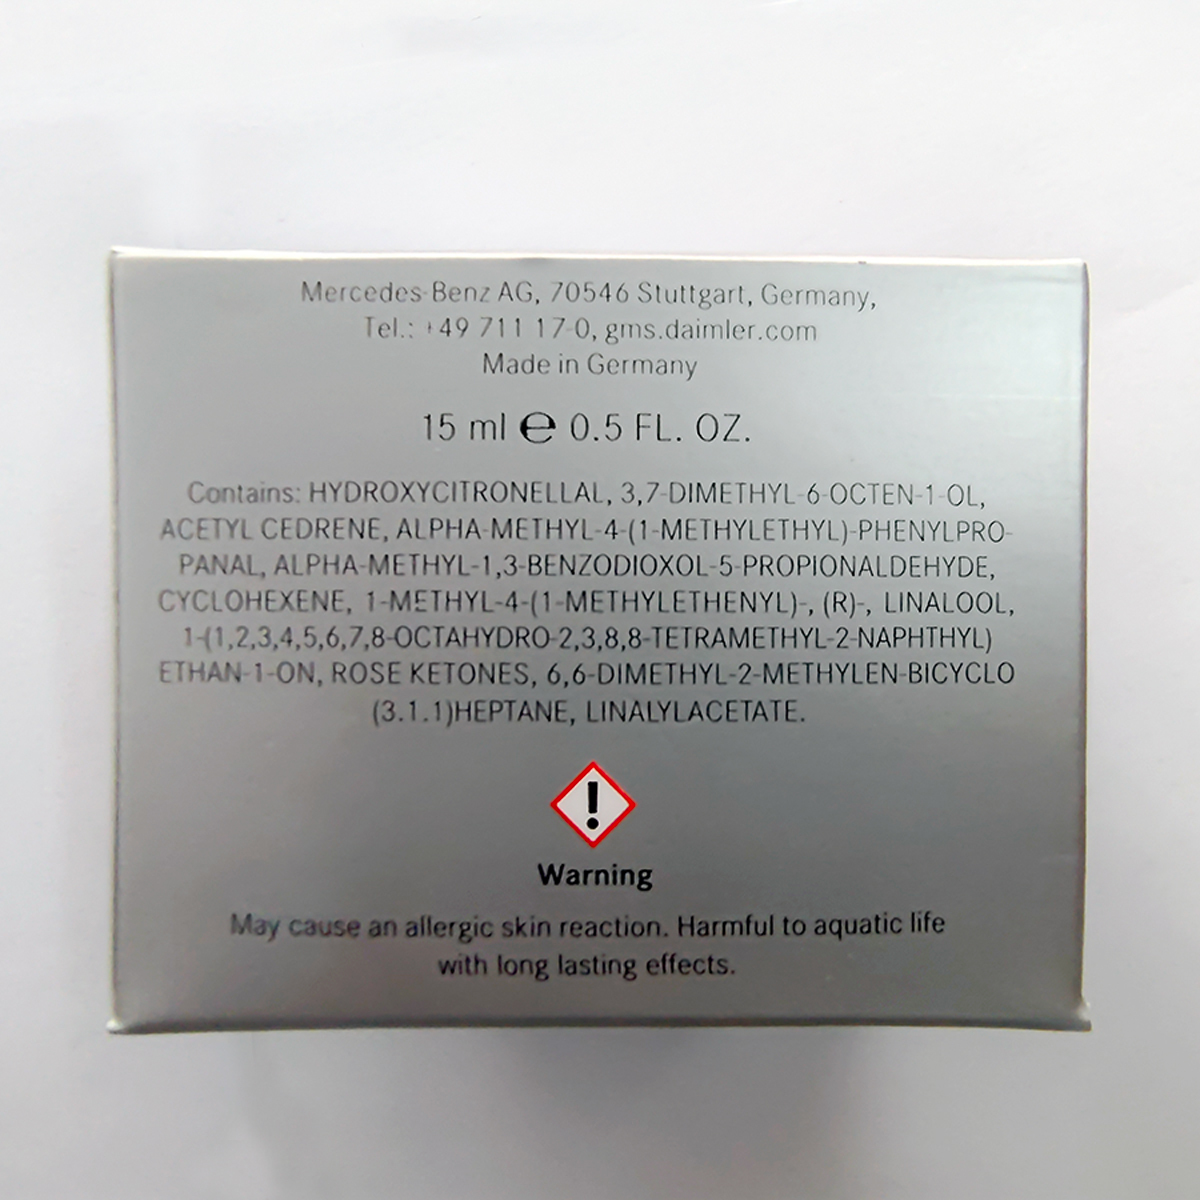 Mercedes-Benz AG, 70546 Stuttgart, Germany,
Tel.: +49 711 17-0, gms.daimler.com
Made in Germany
15 ml ℮ 0.5 FL. OZ.
Contains: HYDROXYCITRONELLAL, 3,7-DIMETHYL-6-OCTEN-1-OL,
ACETYL CEDRENE, ALPHA-METHYL-4-(1-METHYLETHYL)-PHENYLPRO-
PANAL, ALPHA-METHYL-1,3-BENZODIOXOL-5-PROPIONALDEHYDE,
CYCLOHEXENE, 1-METHYL-4-(1-METHYLETHENYL)-, (R)-, LINALOOL,
1-(1,2,3,4,5,6,7,8-OCTAHYDRO-2,3,8,8-TETRAMETHYL-2-NAPHTHYL)
ETHAN-1-ON, ROSE KETONES, 6,6-DIMETHYL-2-METHYLEN-BICYCLO
(3.1.1)HEPTANE, LINALYLACETATE.
!
Warning
May cause an allergic skin reaction. Harmful to aquatic life
with long lasting effects.